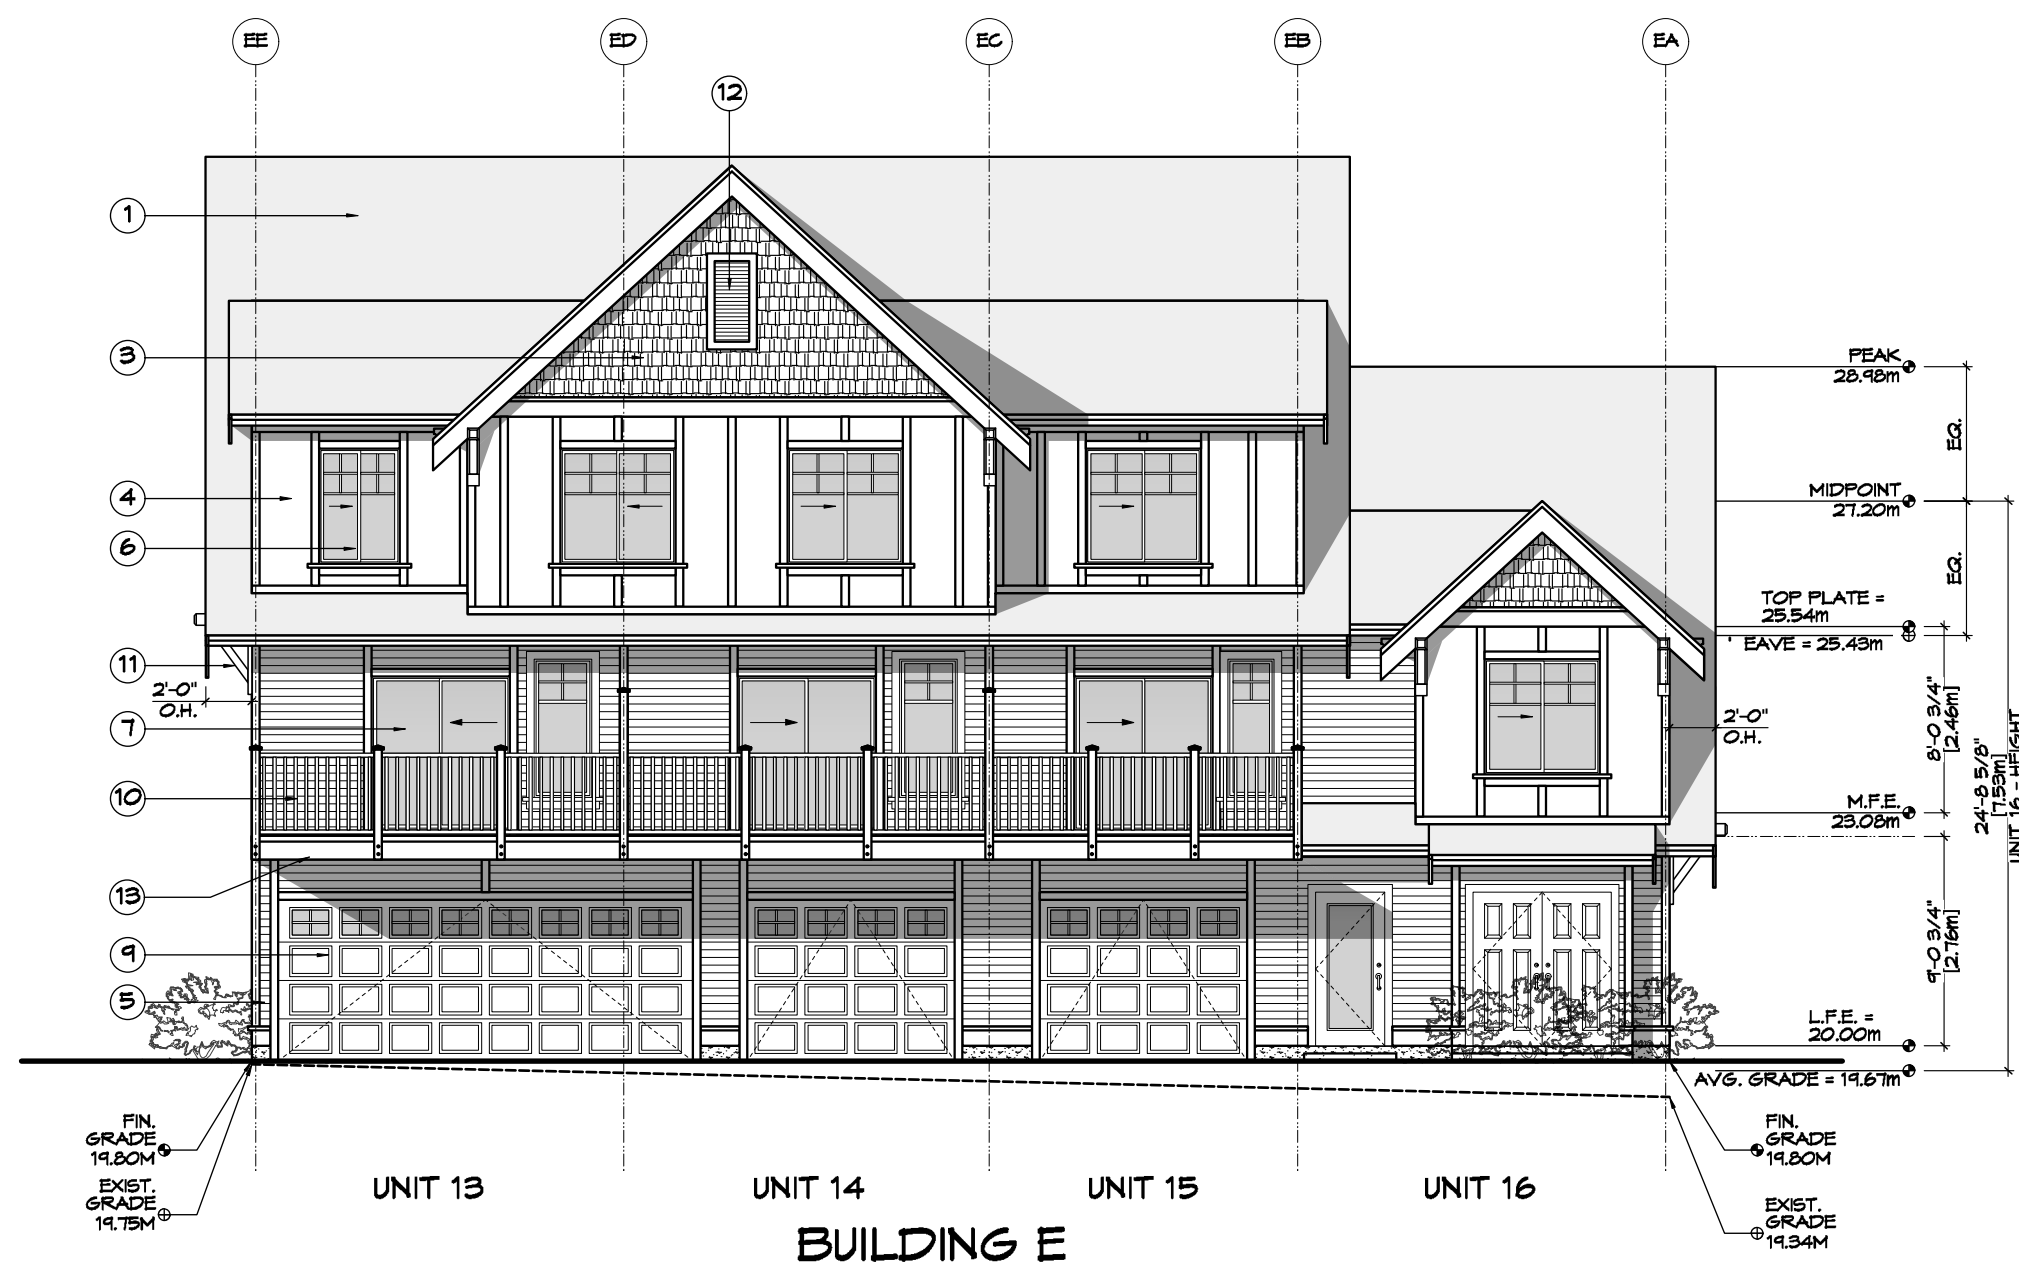 EE
ED
EC
EB
EA
12
1
3
4
6
11
2'-0"
O.H.
7
10
13
9
5
PEAK
28.98m
EQ.
MIDPOINT
27.20m
EQ.
TOP PLATE =
25.54m
' EAVE = 25.43m
8'-0 3/4"
[2.46m]
2'-0"
O.H.
24'-8 5/8"
[7.53m]
UNIT 16 - HEIGHT
M.F.E.
23.08m
9'-0 3/4"
[2.76m]
L.F.E. =
20.00m
AVG. GRADE = 19.67m
FIN.
GRADE
19.80M
EXIST.
GRADE
19.75M
FIN.
GRADE
19.80M
EXIST.
GRADE
19.34M
UNIT 13
UNIT 14
UNIT 15
UNIT 16
BUILDING E